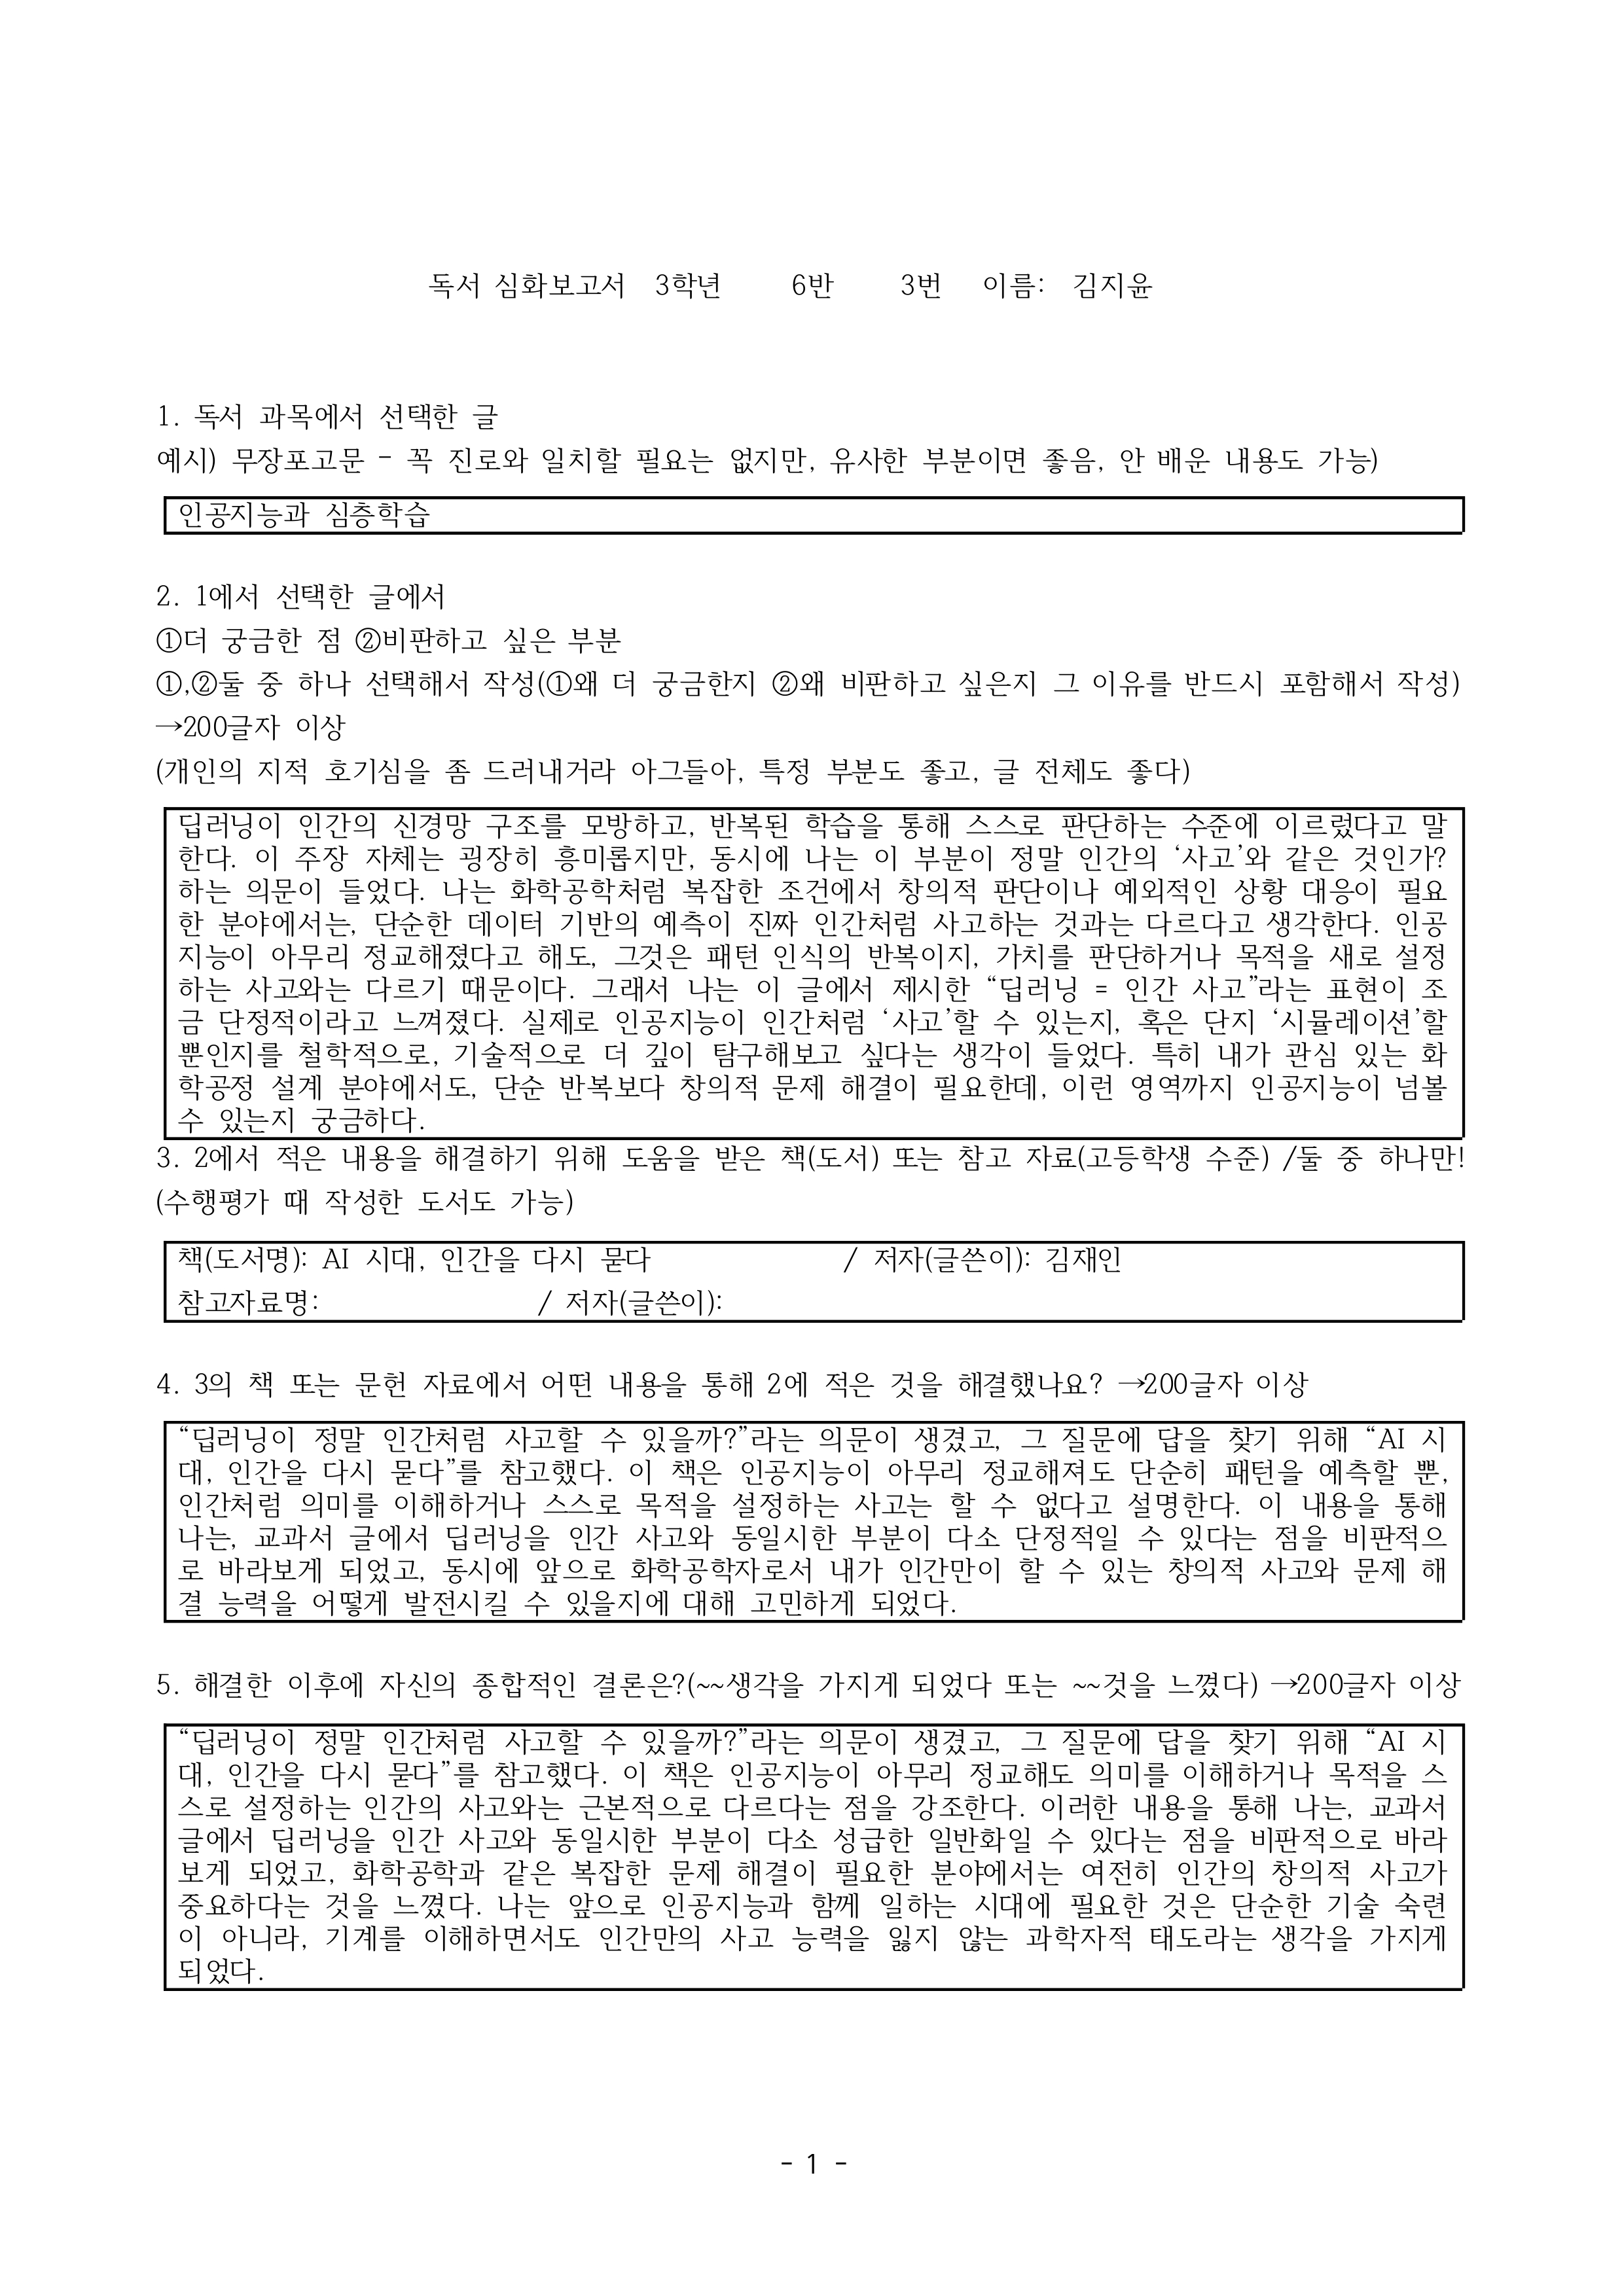 독서 심화보고서 3학년 6반 3번 이름: 김지윤
1. 독서 과목에서 선택한 글
예시) 무장포고문 - 꼭 진로와 일치할 필요는 없지만, 유사한 부분이면 좋음, 안 배운 내용도 가능)
인공지능과 심층학습
2. 1에서 선택한 글에서
①더 궁금한 점 ②비판하고 싶은 부분
①,②둘 중 하나 선택해서 작성(①왜 더 궁금한지 ②왜 비판하고 싶은지 그 이유를 반드시 포함해서 작성)
→200글자 이상
(개인의 지적 호기심을 좀 드러내거라 아그들아, 특정 부분도 좋고, 글 전체도 좋다)
딥러닝이 인간의 신경망 구조를 모방하고, 반복된 학습을 통해 스스로 판단하는 수준에 이르렀다고 말
한다. 이 주장 자체는 굉장히 흥미롭지만, 동시에 나는 이 부분이 정말 인간의 ‘사고’와 같은 것인가?
하는 의문이 들었다. 나는 화학공학처럼 복잡한 조건에서 창의적 판단이나 예외적인 상황 대응이 필요
한 분야에서는, 단순한 데이터 기반의 예측이 진짜 인간처럼 사고하는 것과는 다르다고 생각한다. 인공
지능이 아무리 정교해졌다고 해도, 그것은 패턴 인식의 반복이지, 가치를 판단하거나 목적을 새로 설정
하는 사고와는 다르기 때문이다. 그래서 나는 이 글에서 제시한 “딥러닝 = 인간 사고”라는 표현이 조
금 단정적이라고 느껴졌다. 실제로 인공지능이 인간처럼 ‘사고’할 수 있는지, 혹은 단지 ‘시뮬레이션’할
뿐인지를 철학적으로, 기술적으로 더 깊이 탐구해보고 싶다는 생각이 들었다. 특히 내가 관심 있는 화
학공정 설계 분야에서도, 단순 반복보다 창의적 문제 해결이 필요한데, 이런 영역까지 인공지능이 넘볼
수 있는지 궁금하다.
3. 2에서 적은 내용을 해결하기 위해 도움을 받은 책(도서) 또는 참고 자료(고등학생 수준) /둘 중 하나만!
(수행평가 때 작성한 도서도 가능)
책(도서명): AI 시대, 인간을 다시 묻다 / 저자(글쓴이): 김재인
참고자료명: / 저자(글쓴이):
4. 3의 책 또는 문헌 자료에서 어떤 내용을 통해 2에 적은 것을 해결했나요? →200글자 이상
“딥러닝이 정말 인간처럼 사고할 수 있을까?”라는 의문이 생겼고, 그 질문에 답을 찾기 위해 “AI 시
대, 인간을 다시 묻다”를 참고했다. 이 책은 인공지능이 아무리 정교해져도 단순히 패턴을 예측할 뿐,
인간처럼 의미를 이해하거나 스스로 목적을 설정하는 사고는 할 수 없다고 설명한다. 이 내용을 통해
나는, 교과서 글에서 딥러닝을 인간 사고와 동일시한 부분이 다소 단정적일 수 있다는 점을 비판적으
로 바라보게 되었고, 동시에 앞으로 화학공학자로서 내가 인간만이 할 수 있는 창의적 사고와 문제 해
결 능력을 어떻게 발전시킬 수 있을지에 대해 고민하게 되었다.
5. 해결한 이후에 자신의 종합적인 결론은?(~~생각을 가지게 되었다 또는 ~~것을 느꼈다) →200글자 이상
“딥러닝이 정말 인간처럼 사고할 수 있을까?”라는 의문이 생겼고, 그 질문에 답을 찾기 위해 “AI 시
대, 인간을 다시 묻다”를 참고했다. 이 책은 인공지능이 아무리 정교해도 의미를 이해하거나 목적을 스
스로 설정하는 인간의 사고와는 근본적으로 다르다는 점을 강조한다. 이러한 내용을 통해 나는, 교과서
글에서 딥러닝을 인간 사고와 동일시한 부분이 다소 성급한 일반화일 수 있다는 점을 비판적으로 바라
보게 되었고, 화학공학과 같은 복잡한 문제 해결이 필요한 분야에서는 여전히 인간의 창의적 사고가
중요하다는 것을 느꼈다. 나는 앞으로 인공지능과 함께 일하는 시대에 필요한 것은 단순한 기술 숙련
이 아니라, 기계를 이해하면서도 인간만의 사고 능력을 잃지 않는 과학자적 태도라는 생각을 가지게
되었다.
- 1 -